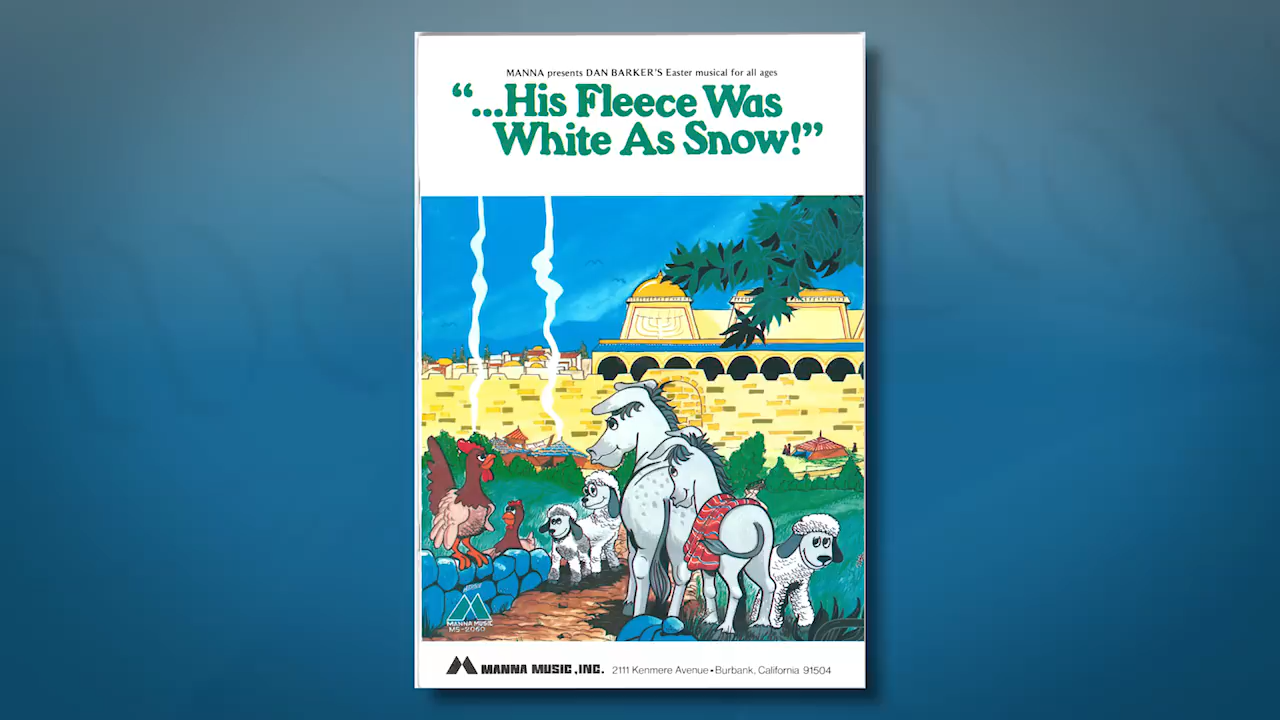 MANNA presents DAN BARKER'S Easter musical for all ages
“...His Fleece Was
White As Snow!”
MANNA MUSIC
MS-2060
MANNA MUSIC, INC. 2111 Kenmere Avenue • Burbank, California 91504